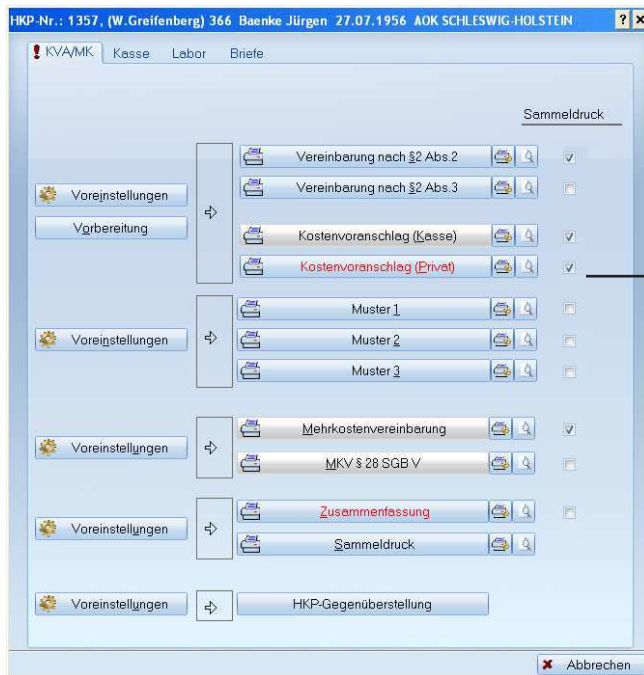 HKP-Nr.: 1357, (W.Greifenberg) 366 Baenke Jürgen 27.07.1956 AOK SCHLESWIG-HOLSTEIN ? x
! KVA/MK Kasse Labor Briefe
Sammeldruck
Vereinbarung nach §2 Abs.2
Voreinstellungen
Vereinbarung nach §2 Abs.3
Vorbereitung
Kostenvoranschlag (Kasse)
Kostenvoranschlag (Privat)
Muster 1
Voreinstellungen
Muster 2
Muster 3
Mehrkostenvereinbarung
Voreinstellungen
MKV § 28 SGB V
Zusammenfassung
Voreinstellungen
Sammeldruck
Voreinstellungen
HKP-Gegenüberstellung
Abbrechen